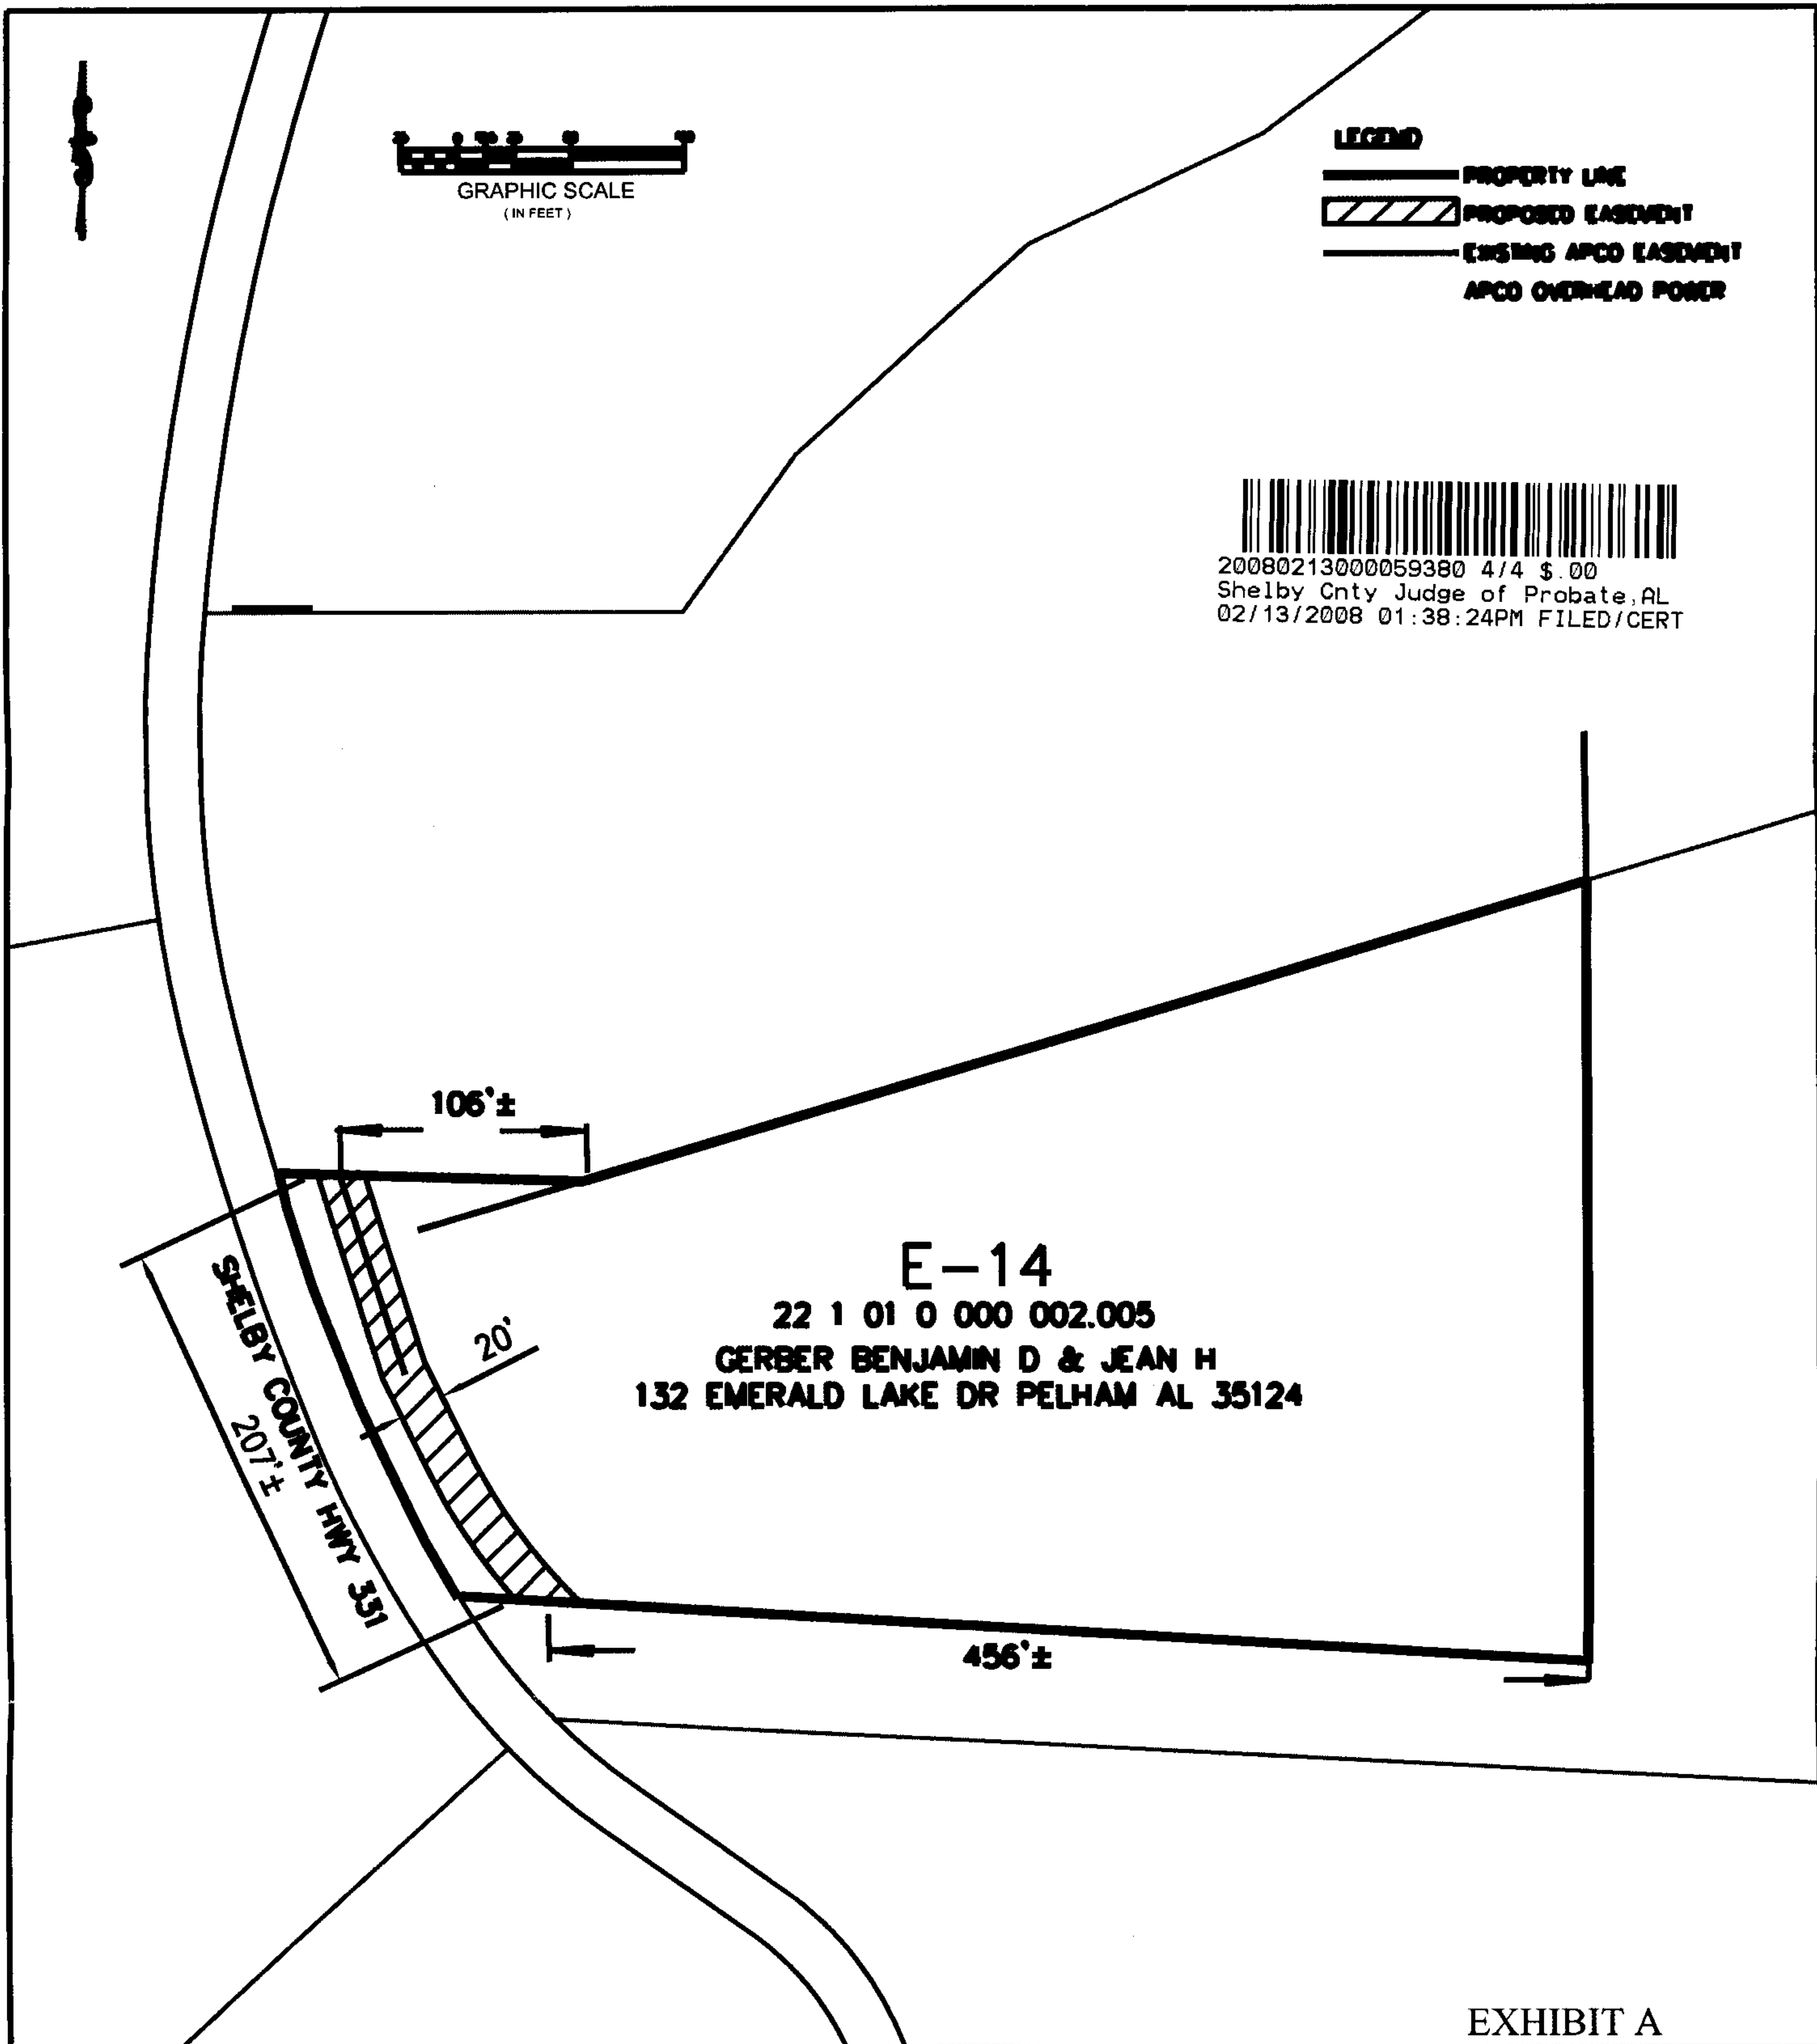 GRAPHIC SCALE
( IN FEET )
LEGEND
PROPERTY LINE
PROPOSED EASEMENT
EXISTING APCO EASEMENT
APCO OVERHEAD POWER
20080213000059380 4/4 $.00
Shelby Cnty Judge of Probate,AL
02/13/2008 01:38:24PM FILED/CERT
106'±
E-14
22 1 01 0 000 002.005
GERBER BENJAMIN D & JEAN H
132 EMERALD LAKE DR PELHAM AL 35124
20'
SHELBY COUNTY HWY 331
207'±
456'±
EXHIBIT A